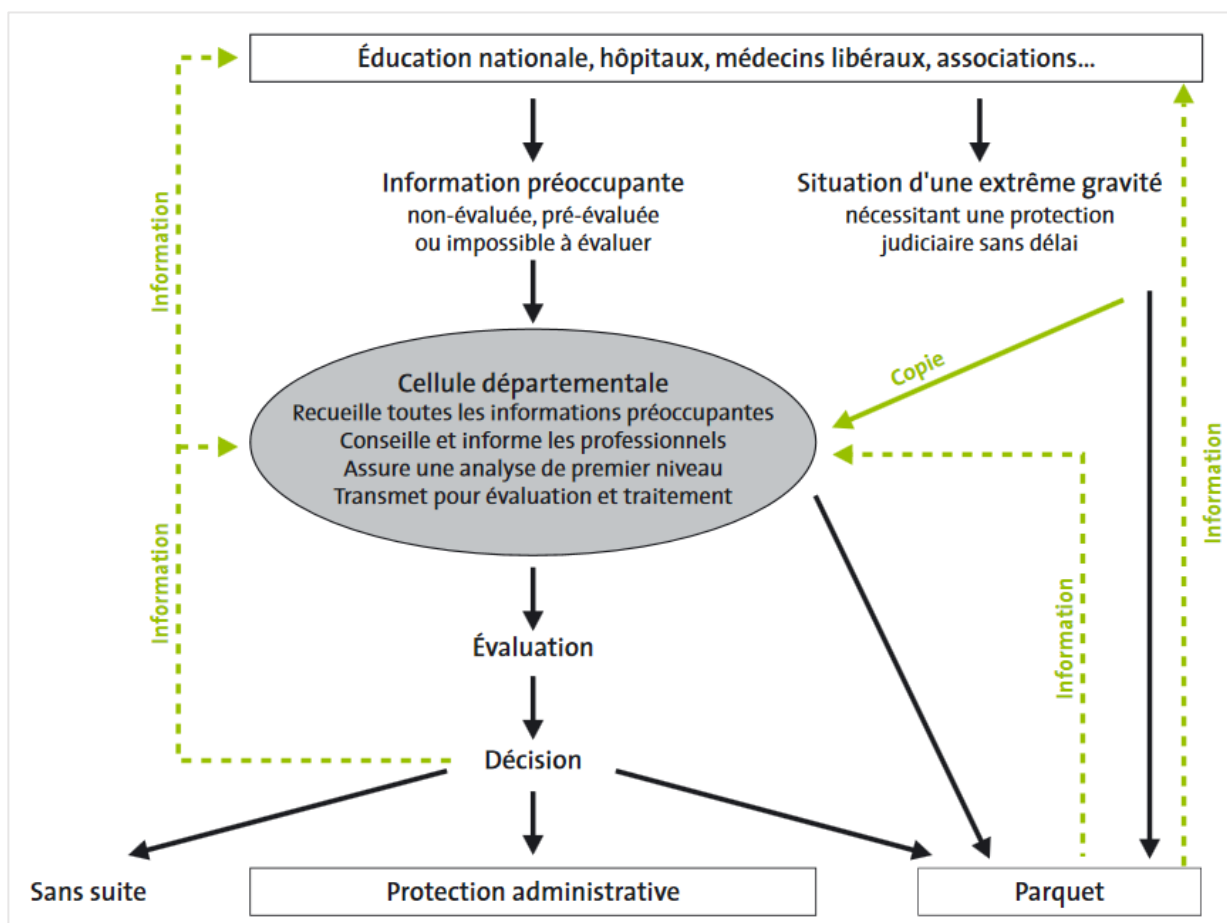 Éducation nationale, hôpitaux, médecins libéraux, associations...
Information préoccupante
non-évaluée, pré-évaluée
ou impossible à évaluer
Situation d'une extrême gravité
nécessitant une protection
judiciaire sans délai
Information
Copie
Cellule départementale
Recueille toutes les informations préoccupantes
Conseille et informe les professionnels
Assure une analyse de premier niveau
Transmet pour évaluation et traitement
Information
Information
Information
Évaluation
Décision
Sans suite
Protection administrative
Parquet